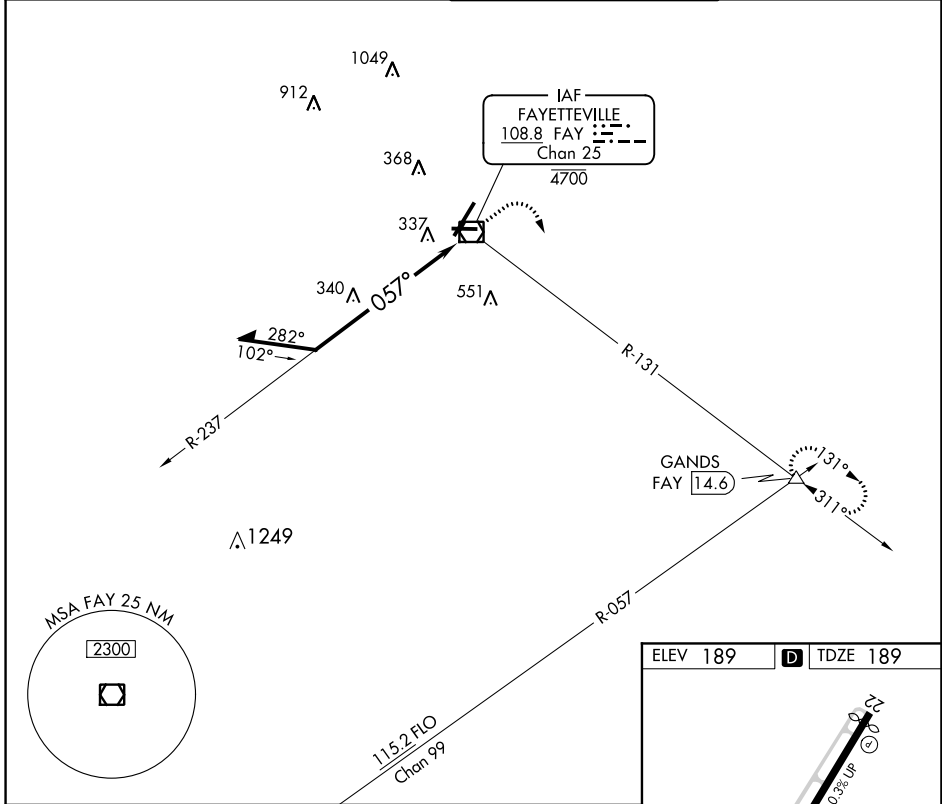 1049
912
IAF
FAYETTEVILLE
108.8 FAY
Chan 25
4700
368
337
340
057°
551
282°
102°
R-237
R-131
GANDS
FAY 14.6
131°
311°
1249
R-057
MSA FAY 25 NM
2300
115.2 FLO
Chan 99
ELEV 189 D TDZE 189
22
P
0.3% UP